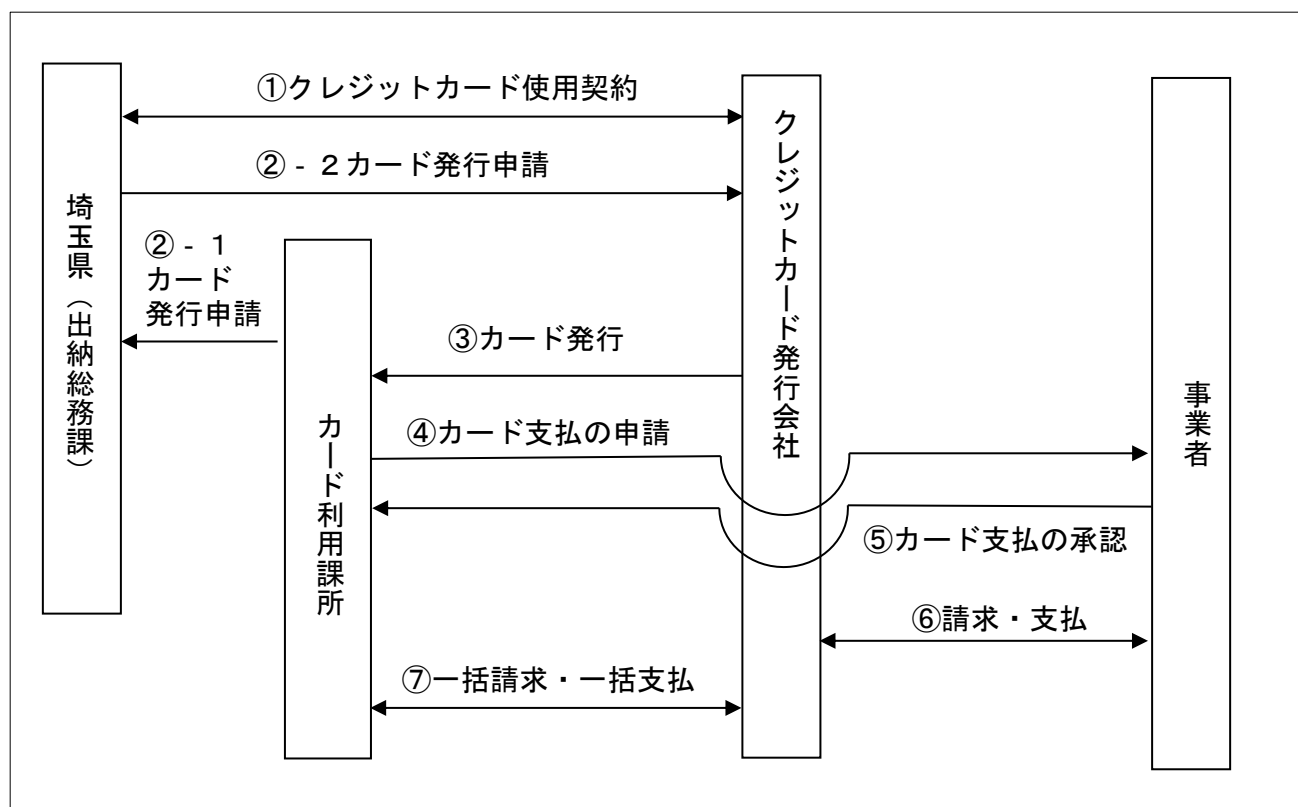 ①クレジットカード使用契約
②‐２カード発行申請
埼玉県（出納総務課）
②‐１
カード
発行申請
③カード発行
クレジットカード発行会社
カード利用課所
④カード支払の申請
事業者
⑤カード支払の承認
⑥請求・支払
⑦一括請求・一括支払